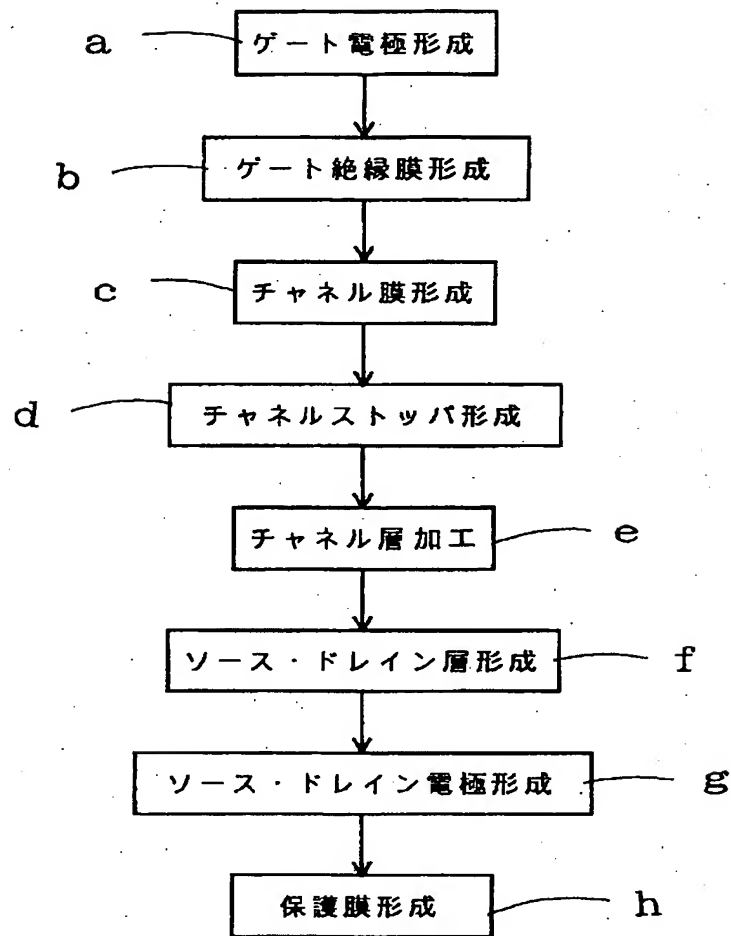 a ゲート電極形成
b ゲート絶縁膜形成
c チャネル膜形成
d チャネルストッパ形成
チャネル層加工 e
ソース・ドレイン層形成 f
ソース・ドレイン電極形成 g
保護膜形成 h